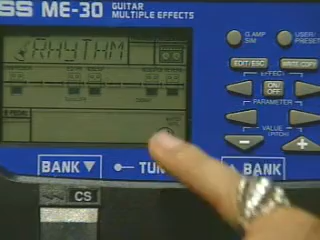 SS ME-30 GUITAR
MULTIPLE EFFECTS
RHYTHM
G.AMP
SIM
USER/
PRESET
EDIT/ESC
WRITE COPY
EFFECT
ON/
OFF
PARAMETER
VALUE
(PITCH)
- +
BANK ▼
TUN
BANK
CS